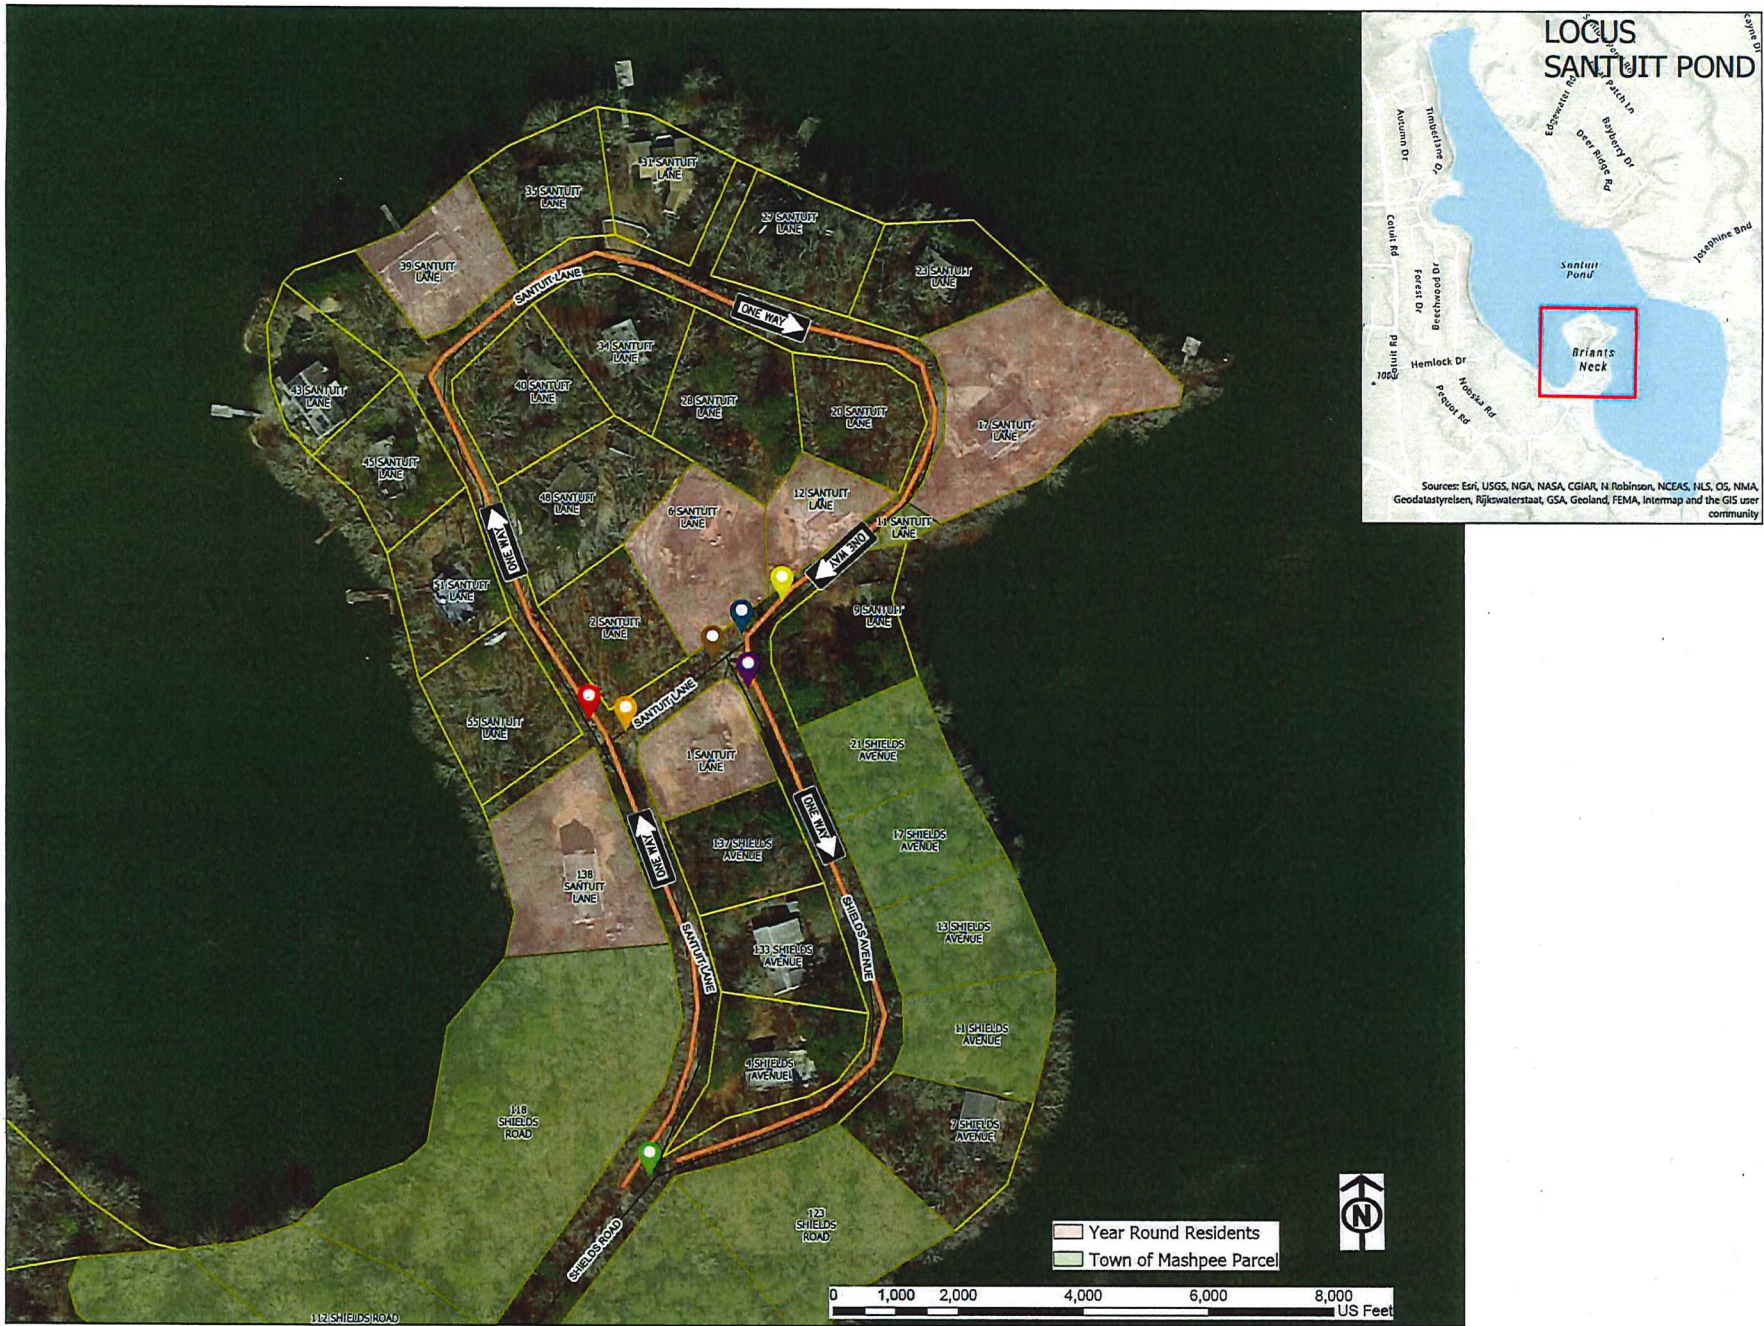 LOCUS
SANTUIT POND
Edgewater Rd
Patch Ln
Bayberry Dr
Deer Ridge Rd
Timberlane Dr
Autumn Dr
Josephine Bnd
Cotuit Rd
Santuit
Pond
Forest Dr
Beechwood Dr
Briants
Neck
Hemlock Dr
Noboska Rd
Pequot Rd
Cotuit Rd
Sources: Esri, USGS, NGA, NASA, CGIAR, N Robinson, NCEAS, NLS, OS, NMA,
Geodatastyrelsen, Rijkswaterstaat, GSA, Geoland, FEMA, Intermap and the GIS user
community
31 SANTUIT
LANE
35 SANTUIT
LANE
27 SANTUIT
LANE
39 SANTUIT
LANE
23 SANTUIT
LANE
SANTUIT LANE
ONE WAY
34 SANTUIT
LANE
43 SANTUIT
LANE
40 SANTUIT
LANE
28 SANTUIT
LANE
20 SANTUIT
LANE
17 SANTUIT
LANE
45 SANTUIT
LANE
48 SANTUIT
LANE
12 SANTUIT
LANE
6 SANTUIT
LANE
11 SANTUIT
LANE
ONE WAY
ONE WAY
51 SANTUIT
LANE
2 SANTUIT
LANE
9 SANTUIT
LANE
SANTUIT LANE
55 SANTUIT
LANE
1 SANTUIT
LANE
21 SHIELDS
AVENUE
ONE WAY
ONE WAY
17 SHIELDS
AVENUE
137 SHIELDS
AVENUE
138
SANTUIT
LANE
SANTUIT LANE
133 SHIELDS
AVENUE
SHIELDS AVENUE
13 SHIELDS
AVENUE
11 SHIELDS
AVENUE
4 SHIELDS
AVENUE
118
SHIELDS
ROAD
7 SHIELDS
AVENUE
123
SHIELDS
ROAD
SHIELDS ROAD
112 SHIELDS ROAD
N
Year Round Residents
Town of Mashpee Parcel
0 1,000 2,000 4,000 6,000 8,000
US Feet